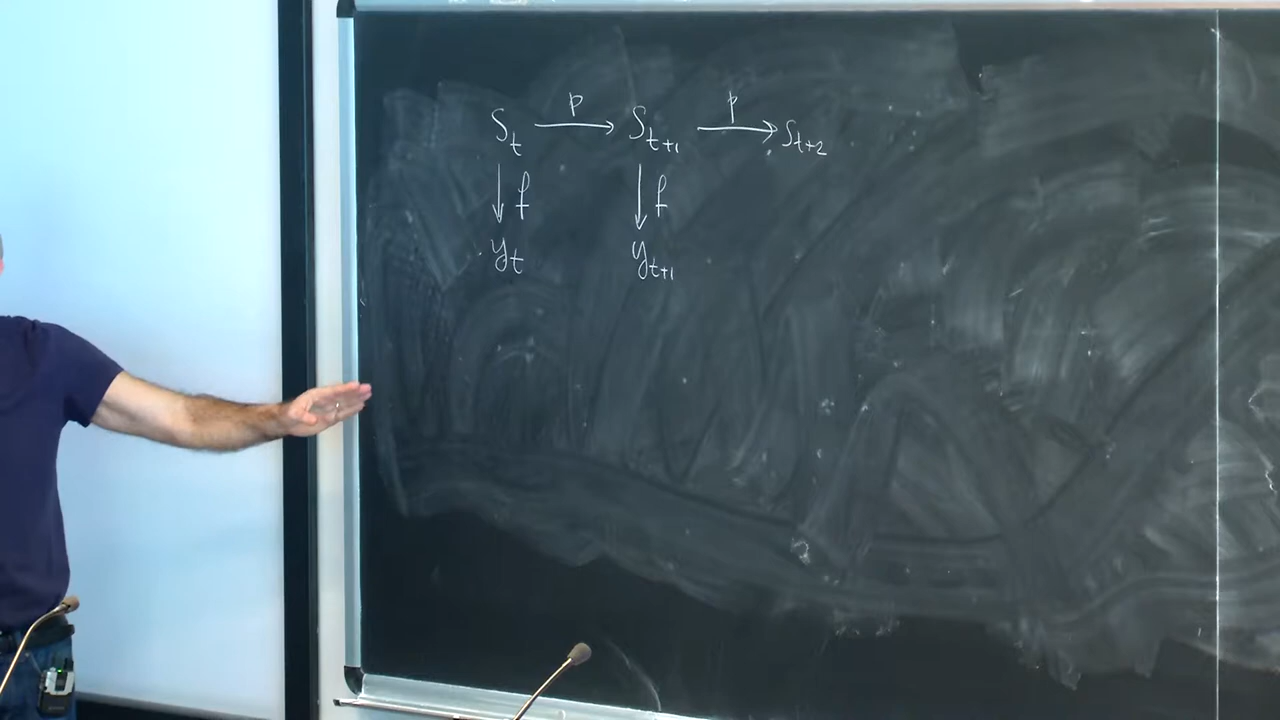 S_t →^p S_{t+1} →^p S_{t+2}
↓ f ↓ f
y_t y_{t+1}